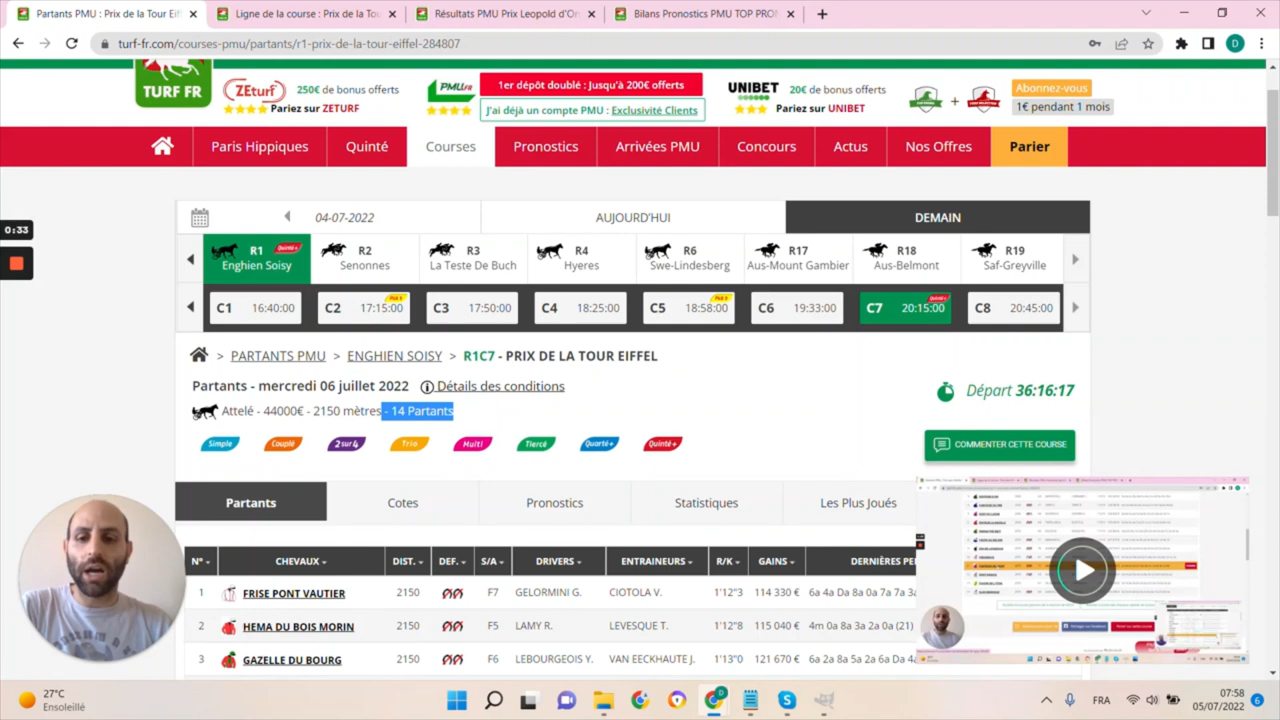 Partants PMU : Prix de la Tour Eif
Ligne de la course : Prix de la Tou
Résultats PMU Prix Leopold d'Or
Bilans Pronostics PMU TOP PRON
turf-fr.com/courses-pmu/partants/r1-prix-de-la-tour-eiffel-284807
D
TURF FR
ZEturf
250€ de bonus offerts
Pariez sur ZETURF
PMU.FR
1er dépôt doublé : Jusqu'à 200€ offerts
J'ai déjà un compte PMU : Exclusivité Clients
UNIBET
20€ de bonus offerts
Pariez sur UNIBET
+
Abonnez-vous
1€ pendant 1 mois
Paris Hippiques
Quinté
Courses
Pronostics
Arrivées PMU
Concours
Actus
Nos Offres
Parier
0:33
04-07-2022
AUJOURD'HUI
DEMAIN
R1 Quinté+
Enghien Soisy
R2
Senonnes
R3
La Teste De Buch
R4
Hyeres
R6
Swe-Lindesberg
R17
Aus-Mount Gambier
R18
Aus-Belmont
R19
Saf-Greyville
C1 16:40:00
C2 17:15:00
C3 17:50:00
C4 18:25:00
C5 18:58:00
C6 19:33:00
C7 20:15:00 Quinté+
C8 20:45:00
> PARTANTS PMU > ENGHIEN SOISY > R1C7 - PRIX DE LA TOUR EIFFEL
Partants - mercredi 06 juillet 2022 Détails des conditions
Attelé - 44000€ - 2150 mètres - 14 Partants
Départ 36:16:17
Simple
Couplé
2sur4
Trio
Multi
Tiercé
Quarté+
Quinté+
COMMENTER CETTE COURSE
Partants
Pronostics
Statistiques
Les Plus Joués
N° CHEVAUX DIST. DEF. S/A DRIVERS ENTRAINEURS R/K GAINS DERNIÈRES PE
1 FRISE PONT VAUTIER 2150 F7 GELORMINI C. CIOTOLA V. 1'12"3 114 330 € 6a 4a Da 8a 0a 7a 7a 3a
2 HEMA DU BOIS MORIN 2150 LAMY R. LEVESQUE T. 1'12"8 115 040 € 4m 0a 8a 3a 2a 0a (21)
3 GAZELLE DU BOURG 2150 F6 LEBOURGEOIS Y. VAN EECKHAUTE J. 1'13"0 121 670 € 6a 2a 8a 5a 2a 6a Da 4a
27°C
Ensoleillé
FRA
07:58
05/07/2022
6